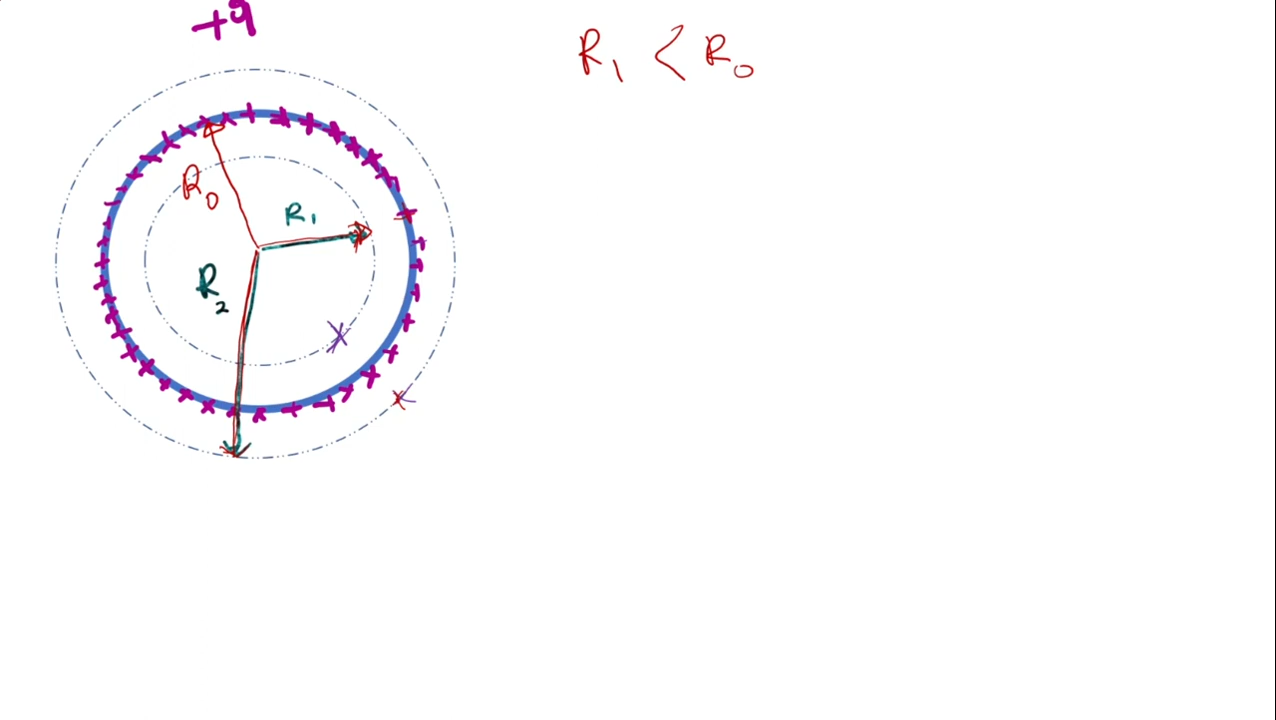 +q
R₁ < R₀
R₀
R₁
R₂